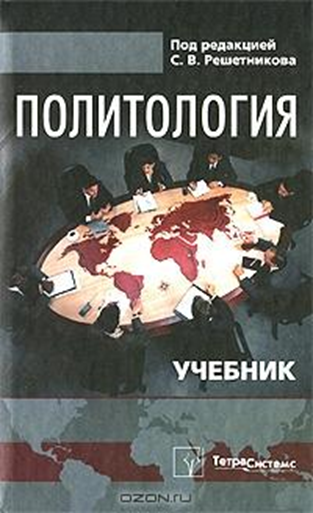 Под редакцией
С. В. Решетникова
ПОЛИТОЛОГИЯ
УЧЕБНИК
ТетраСистемс
ozon.ru